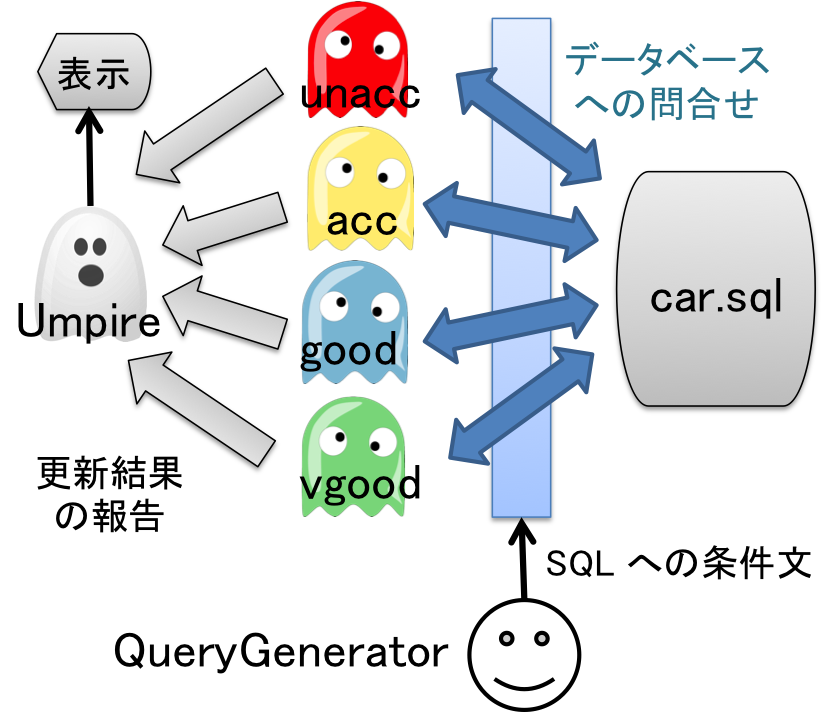 表示
unacc
データベース
への問合せ
acc
car.sql
Umpire
good
vgood
更新結果
の報告
SQL への条件文
QueryGenerator